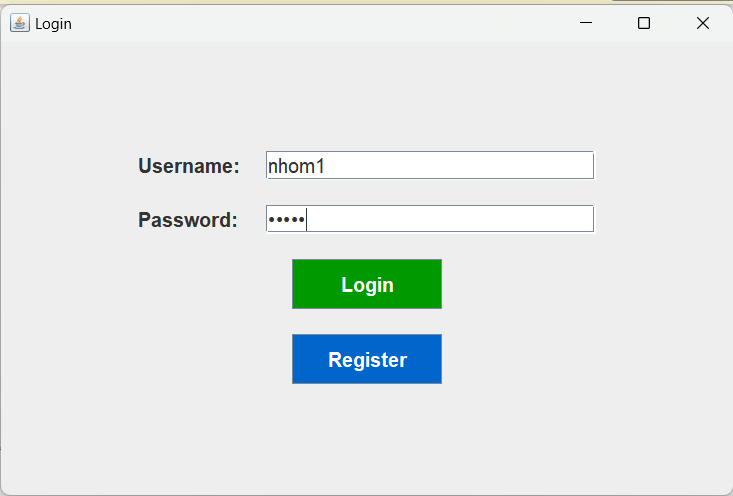 Login
Username: nhom1
Password: •••••
Login
Register